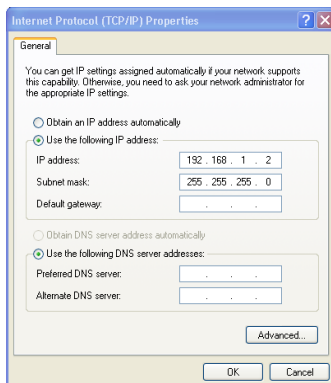 Internet Protocol (TCP/IP) Properties
General
You can get IP settings assigned automatically if your network supports
this capability. Otherwise, you need to ask your network administrator for
the appropriate IP settings.
Obtain an IP address automatically
Use the following IP address:
IP address: 192 . 168 . 1 . 2
Subnet mask: 255 . 255 . 255 . 0
Default gateway: . . .
Obtain DNS server address automatically
Use the following DNS server addresses:
Preferred DNS server: . . .
Alternate DNS server: . . .
Advanced...
OK Cancel